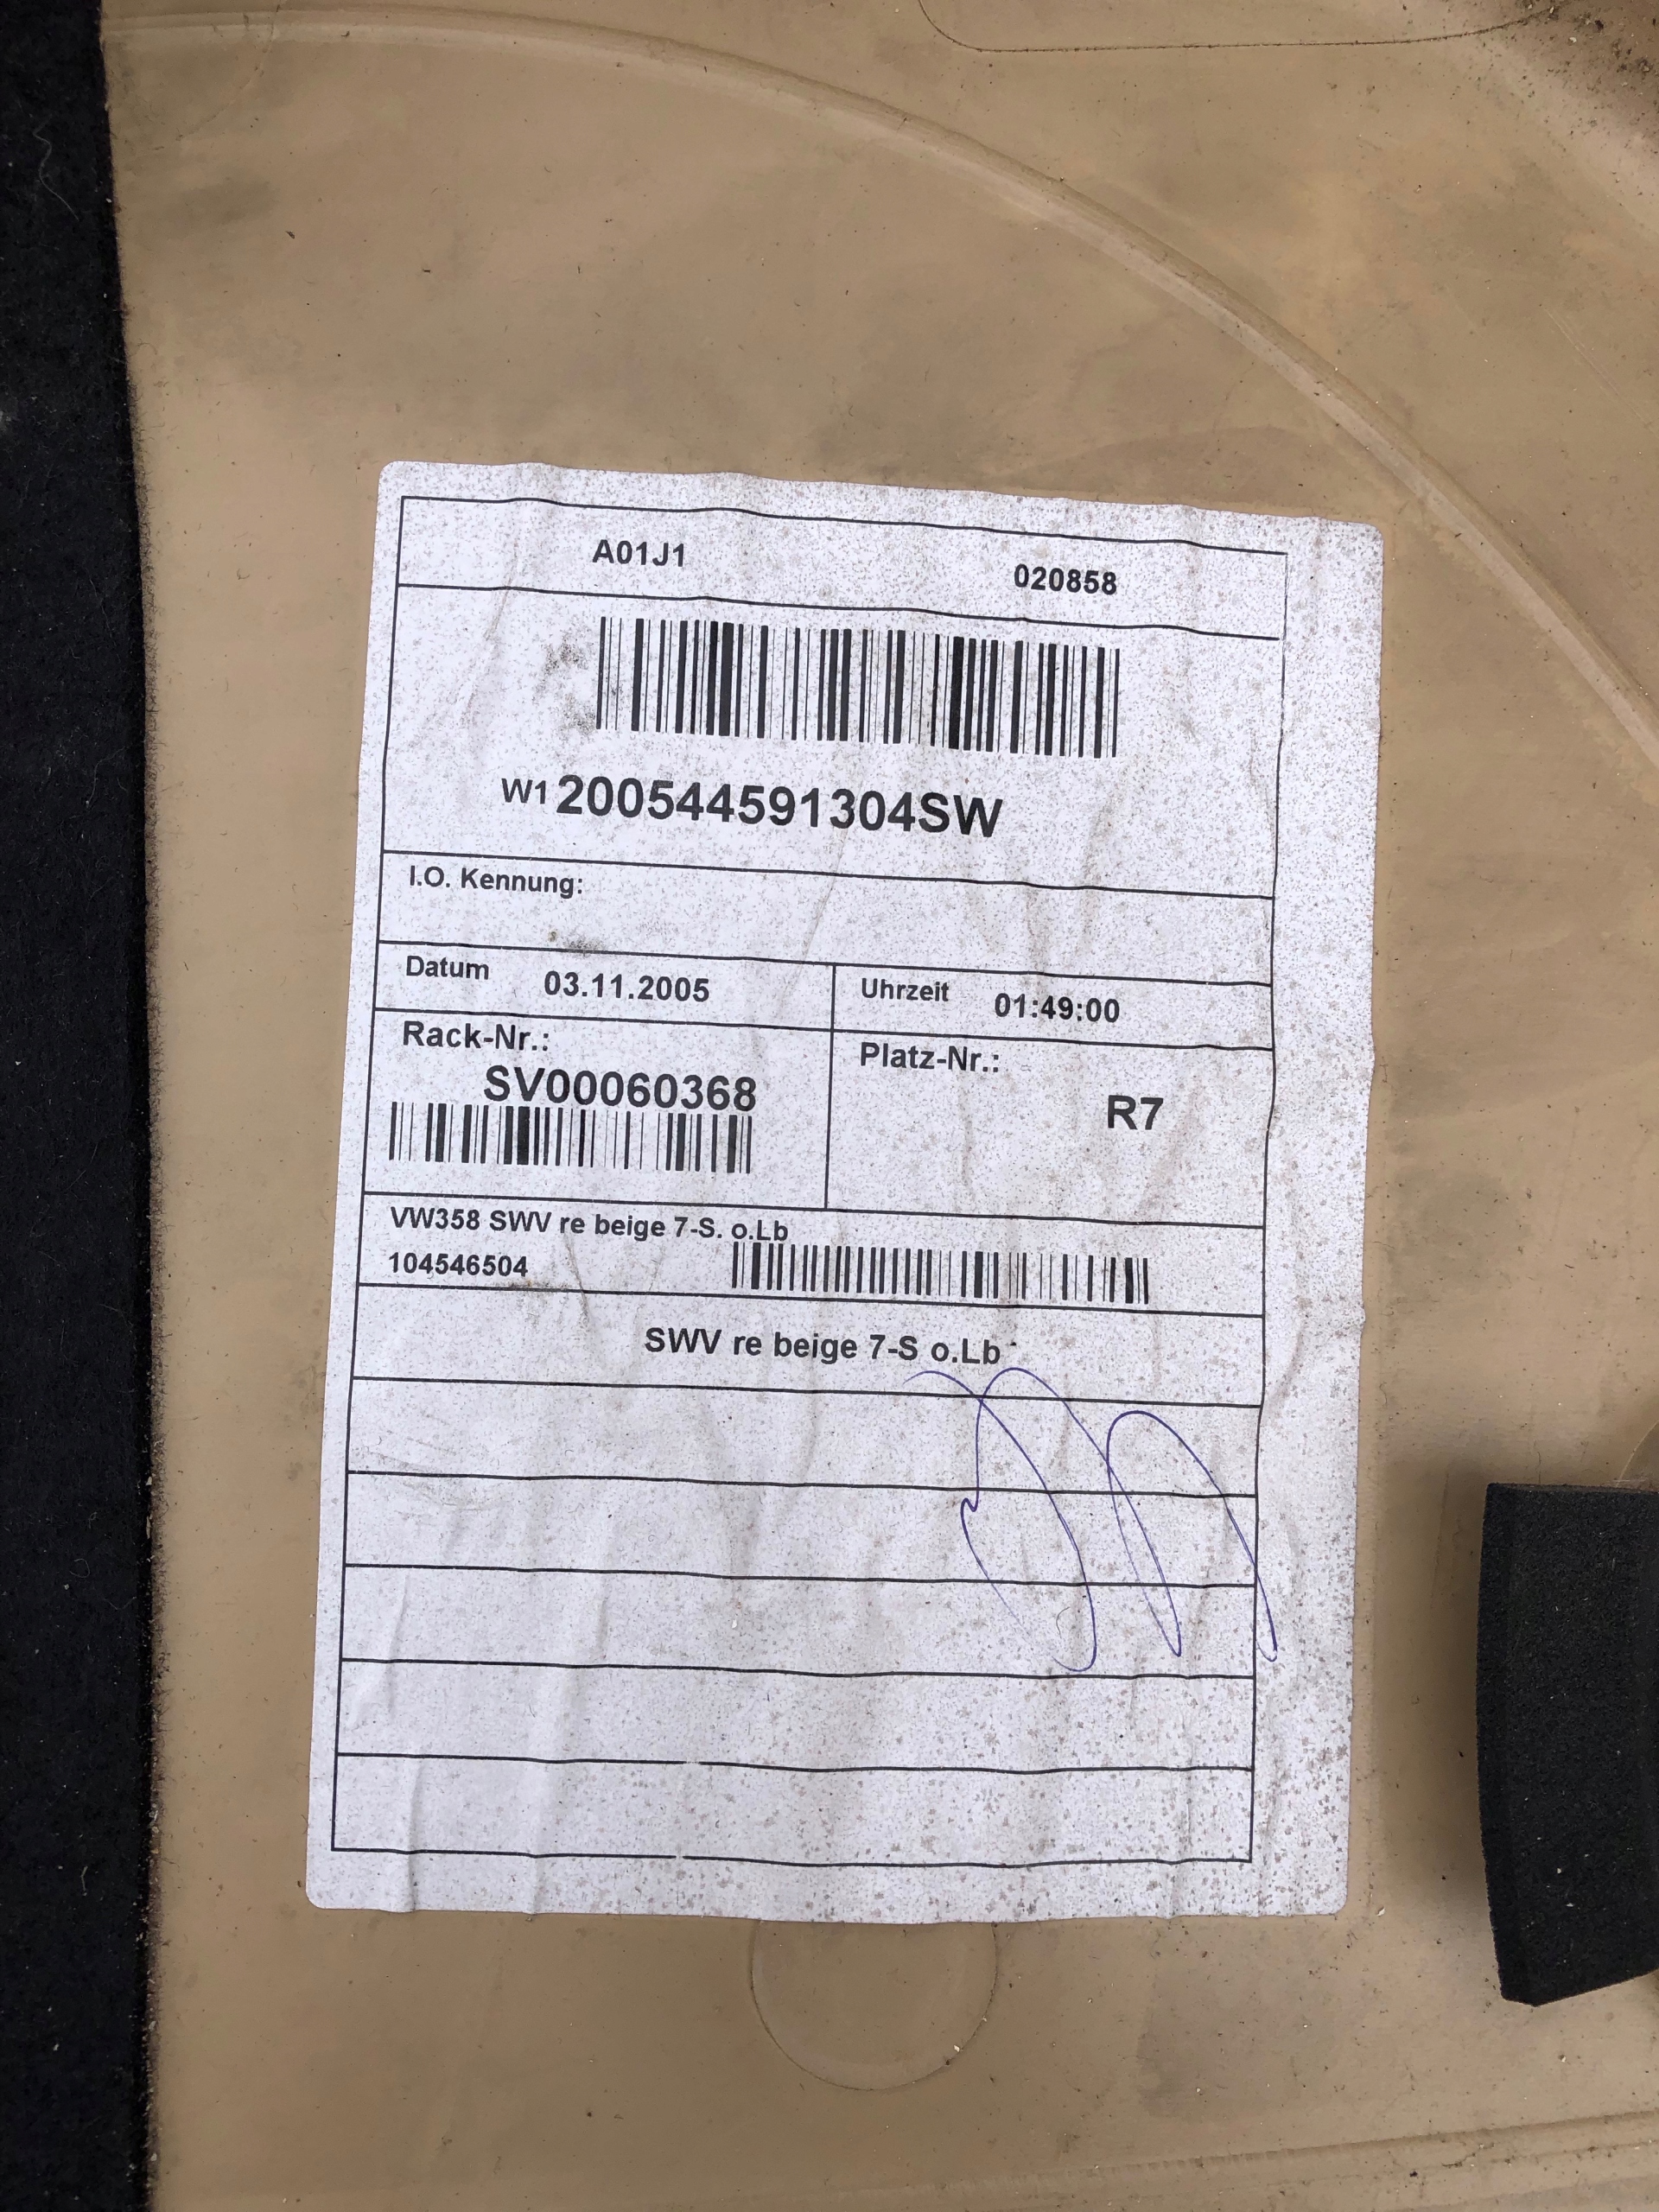 A01J1 020858
W1 200544591304SW
I.O. Kennung:
Datum 03.11.2005 Uhrzeit 01:49:00
Rack-Nr.: Platz-Nr.:
SV00060368 R7
VW358 SWV re beige 7-S. o.Lb
104546504
SWV re beige 7-S o.Lb